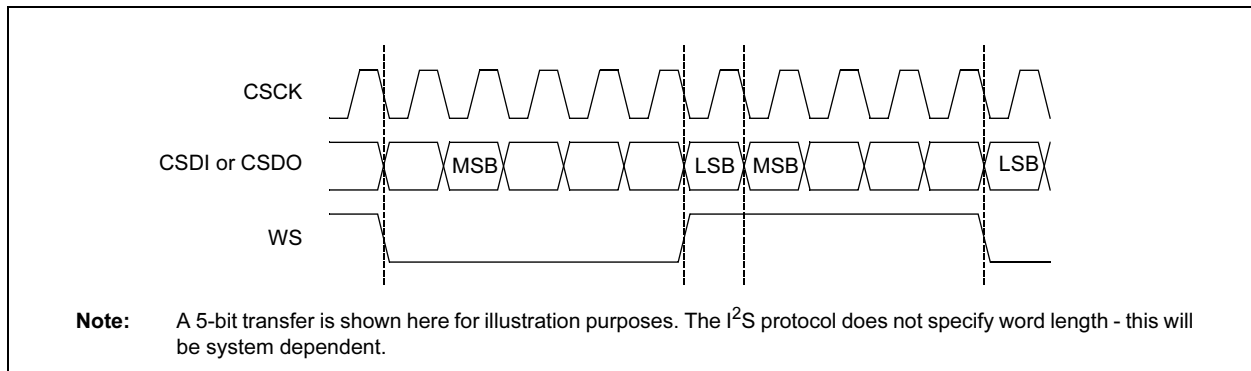 CSCK
CSDI or CSDO
MSB
LSB
MSB
LSB
WS
Note: A 5-bit transfer is shown here for illustration purposes. The I²S protocol does not specify word length - this will
be system dependent.